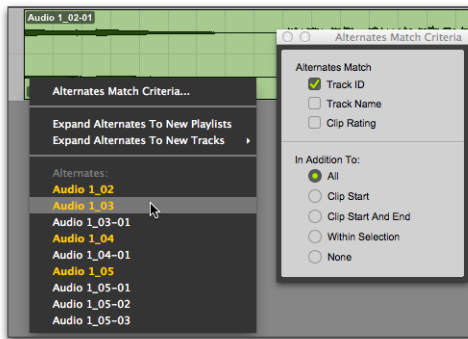 Audio 1_02-01
Alternates Match Criteria...
Expand Alternates To New Playlists
Expand Alternates To New Tracks
Alternates:
Audio 1_02
Audio 1_03
Audio 1_03-01
Audio 1_04
Audio 1_04-01
Audio 1_05
Audio 1_05-01
Audio 1_05-02
Audio 1_05-03
Alternates Match Criteria
Alternates Match
Track ID
Track Name
Clip Rating
In Addition To:
All
Clip Start
Clip Start And End
Within Selection
None